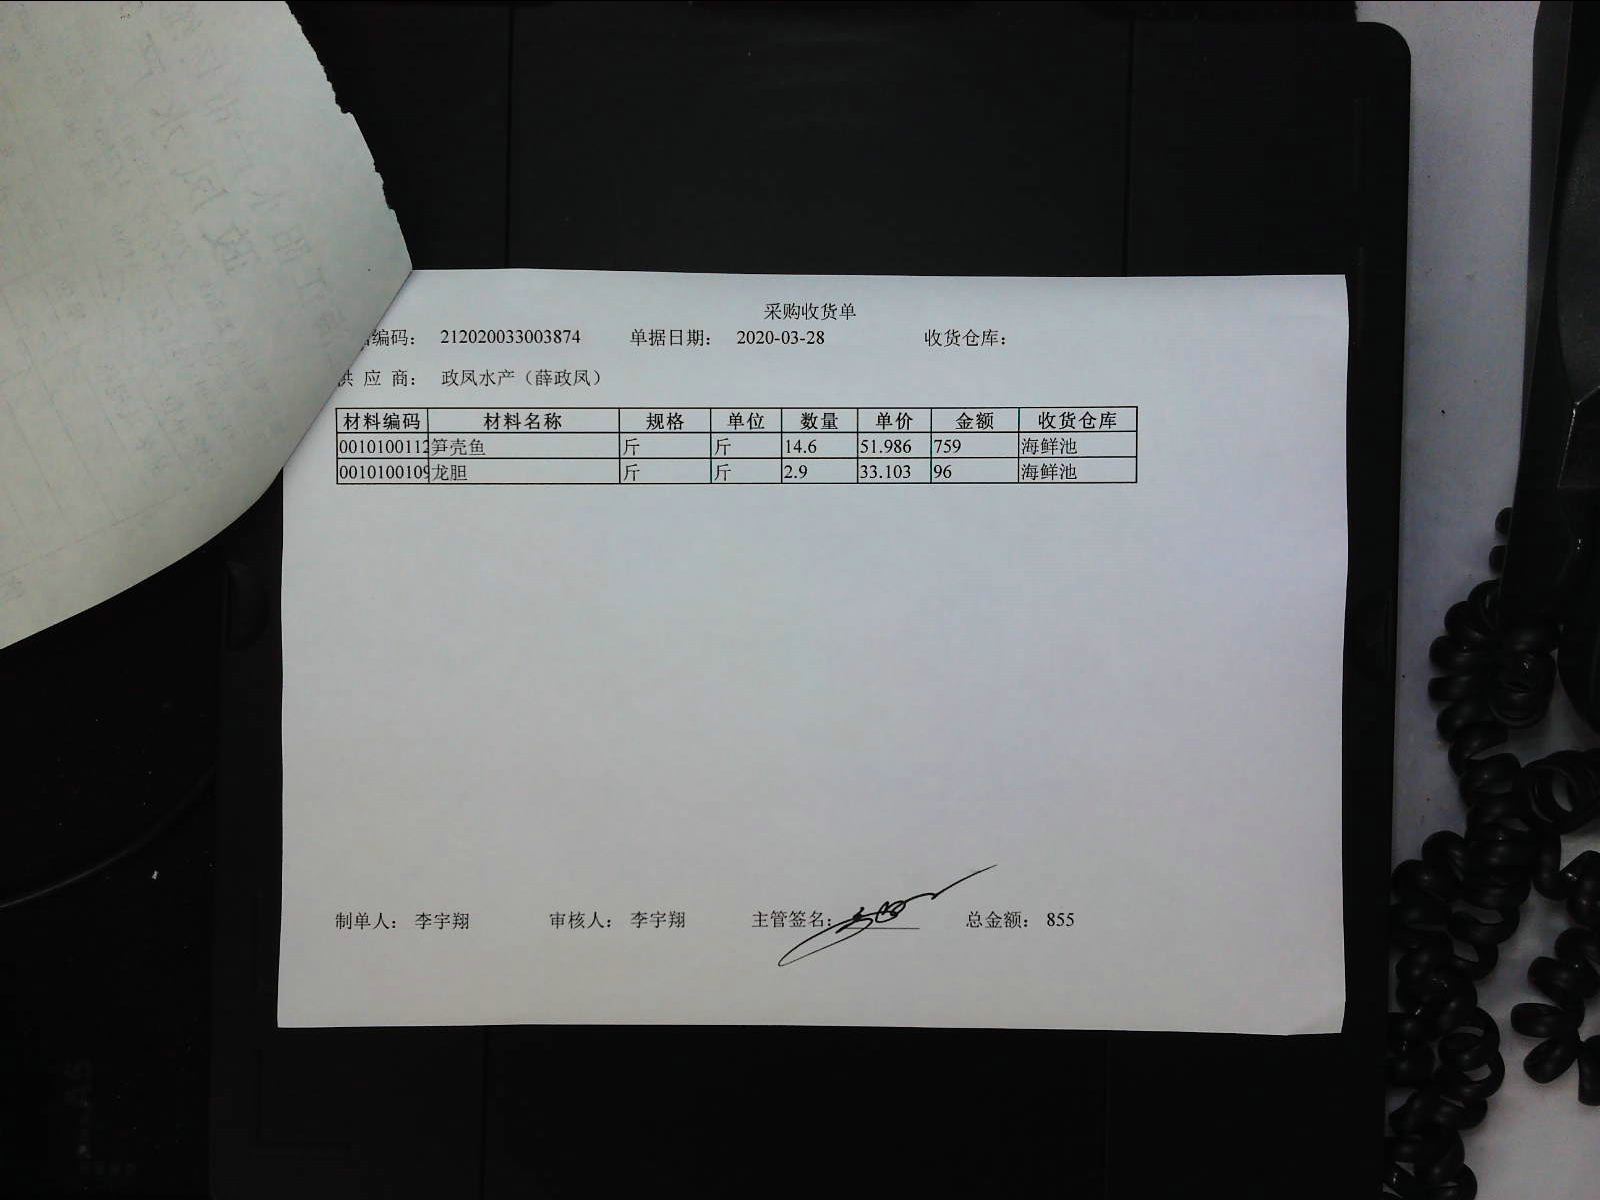 采购收货单
编码： 212020033003874 单据日期： 2020-03-28 收货仓库：
供 应 商： 政凤水产（薛政凤）
材料编码 材料名称 规格 单位 数量 单价 金额 收货仓库
0010100112 笋壳鱼 斤 斤 14.6 51.986 759 海鲜池
0010100109 龙胆 斤 斤 2.9 33.103 96 海鲜池
制单人： 李宇翔 审核人： 李宇翔 主管签名： 总金额： 855